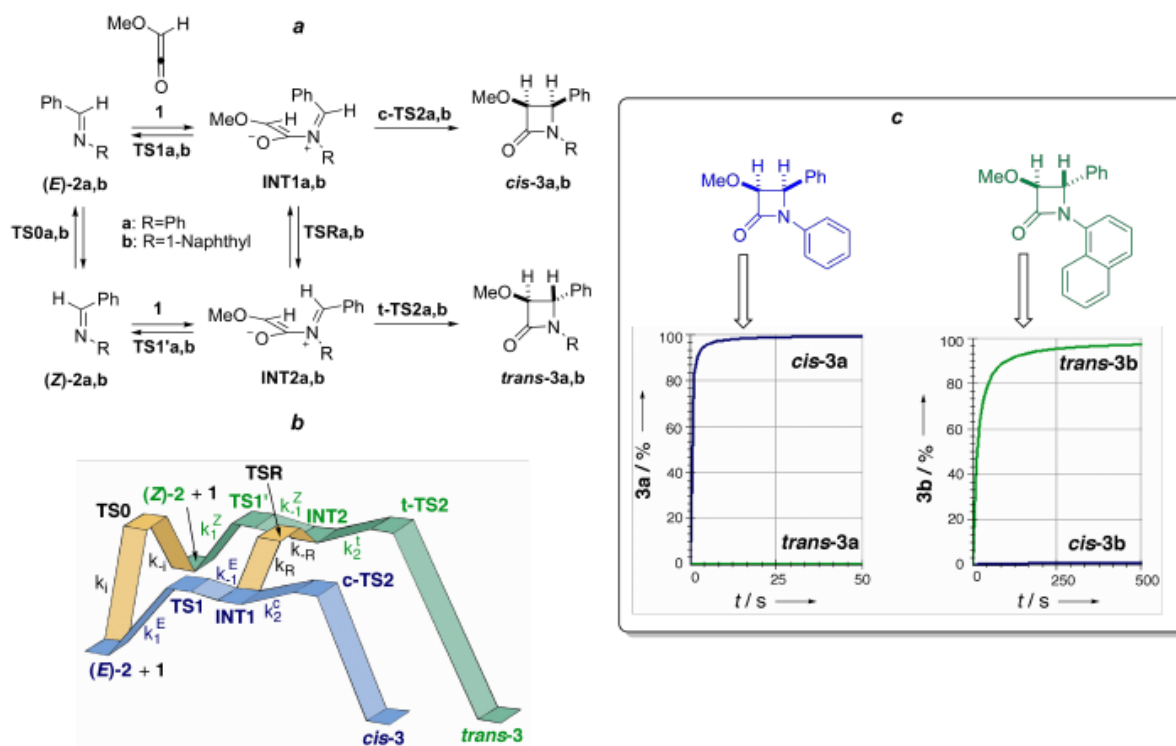 a
MeO
H
O
Ph
H
N
R
(E)-2a,b
1
TS1a,b
Ph
H
MeO
H
−O
N
+
R
INT1a,b
c-TS2a,b
H H
MeO
Ph
N
O
R
cis-3a,b
TS0a,b
a: R=Ph
b: R=1-Naphthyl
TSRa,b
H
Ph
N
R
(Z)-2a,b
1
TS1'a,b
H
Ph
MeO
H
−O
N
+
R
INT2a,b
t-TS2a,b
H H
MeO
Ph
N
O
R
trans-3a,b
b
TSR
(Z)-2 + 1
TS0
TS1'
INT2
t-TS2
k₁ᶻ
k₋₁ᶻ
k₋R
k₂ᵗ
kᵢ
k₋ᵢ
k₁ᴱ
k₋₁ᴱ
kR
k₂ᶜ
TS1
INT1
c-TS2
(E)-2 + 1
cis-3
trans-3
c
H H
MeO
Ph
N
O
H H
MeO
Ph
N
O
100
80
60
40
20
0
3a / %
cis-3a
trans-3a
0 25 50
t / s
100
80
60
40
20
0
3b / %
trans-3b
cis-3b
0 250 500
t / s